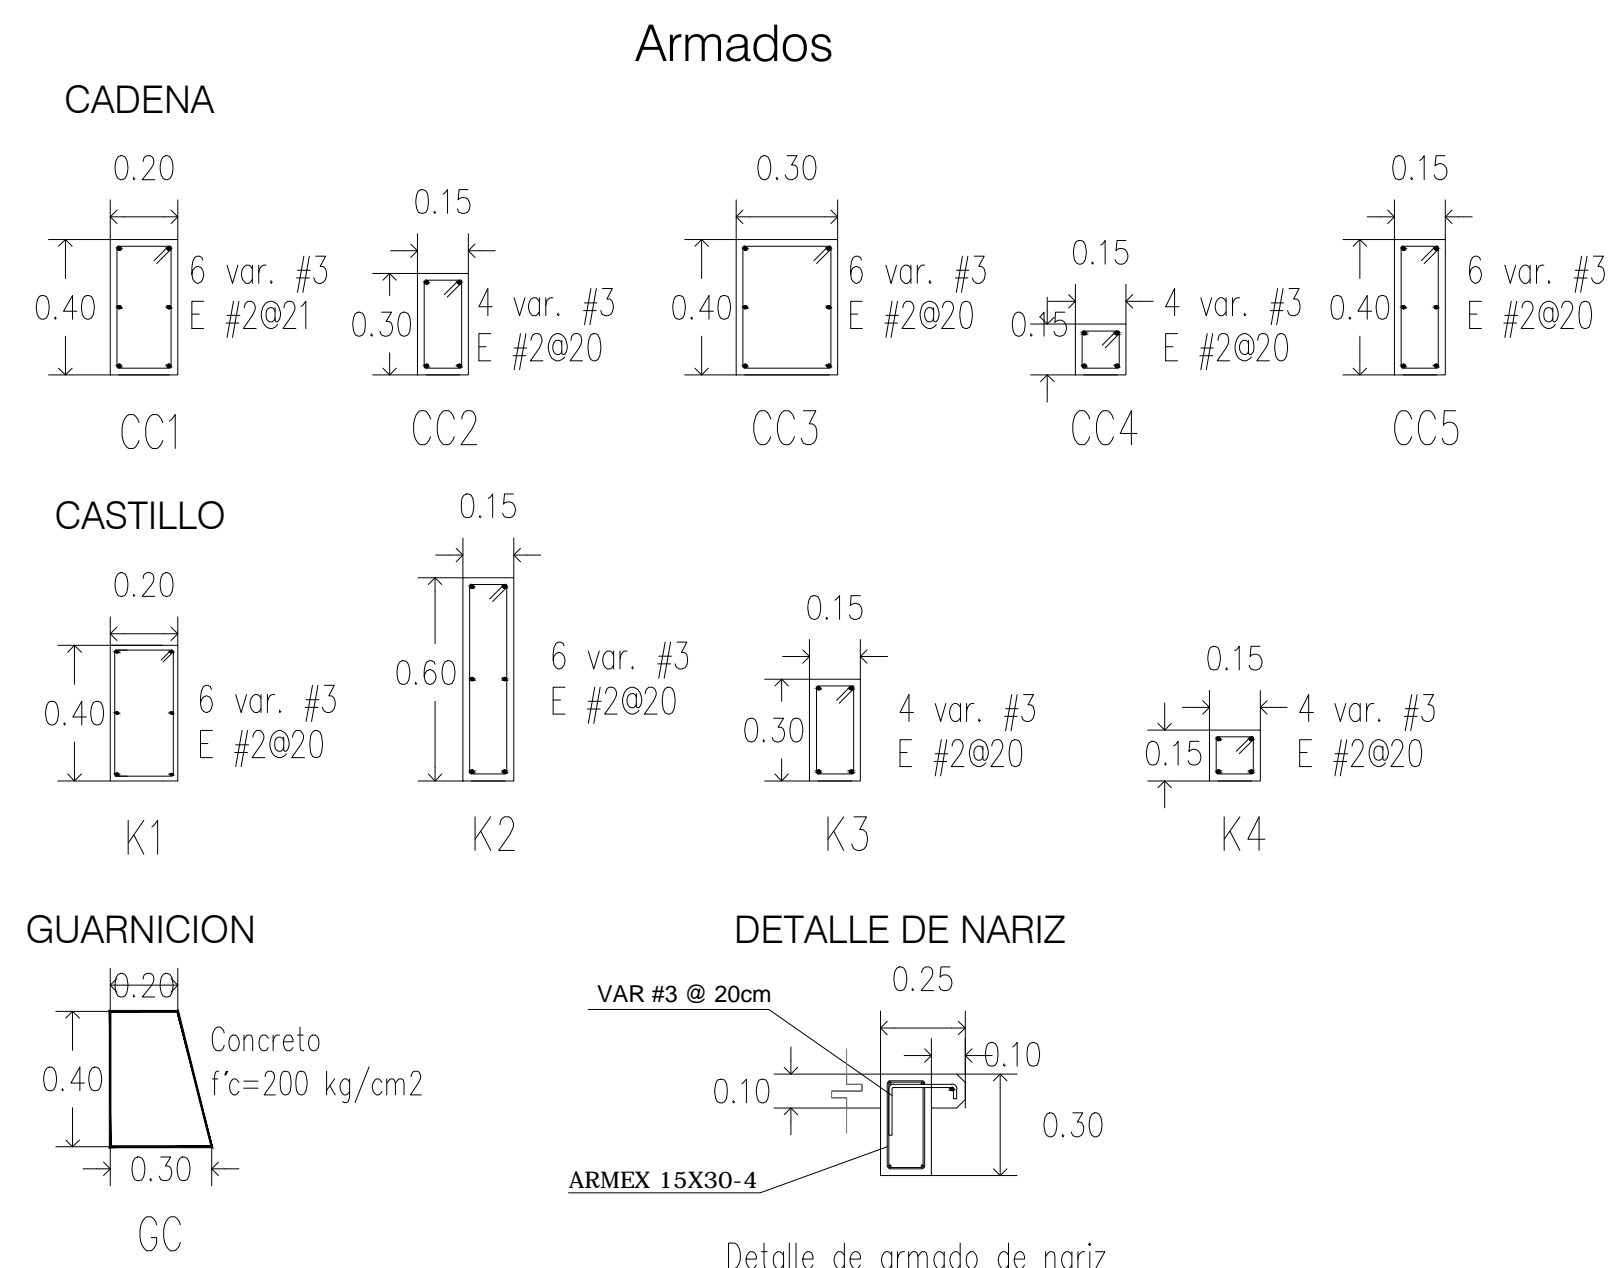 Armados
CADENA
0.20
0.40
6 var. #3
E #2@21
CC1
0.15
0.30
4 var. #3
E #2@20
CC2
0.30
0.40
6 var. #3
E #2@20
CC3
0.15
0.15
4 var. #3
E #2@20
CC4
0.15
0.40
6 var. #3
E #2@20
CC5
CASTILLO
0.20
0.40
6 var. #3
E #2@20
K1
0.15
0.60
6 var. #3
E #2@20
K2
0.15
0.30
4 var. #3
E #2@20
K3
0.15
0.15
4 var. #3
E #2@20
K4
GUARNICION
0.20
0.40
Concreto
f'c=200 kg/cm2
0.30
GC
DETALLE DE NARIZ
0.25
VAR #3 @ 20cm
0.10
0.10
0.30
ARMEX 15X30-4
Detalle de armado de nariz